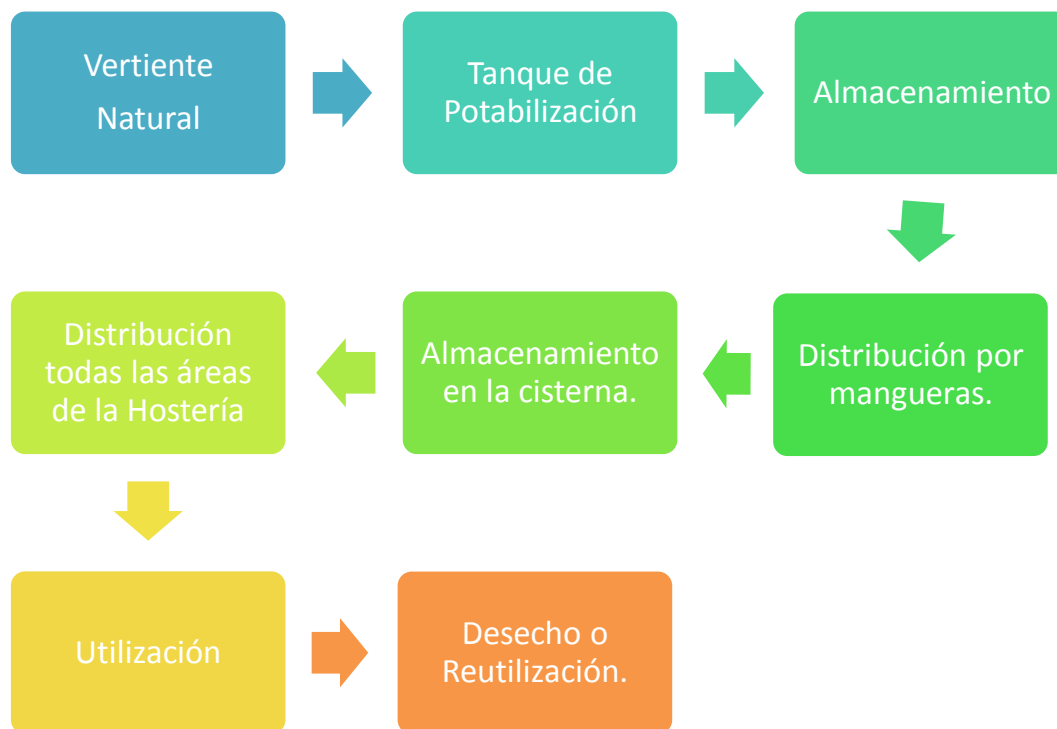 Vertiente
Natural
Tanque de
Potabilización
Almacenamiento
Distribución por
mangueras.
Almacenamiento
en la cisterna.
Distribución
todas las áreas
de la Hostería
Utilización
Desecho o
Reutilización.